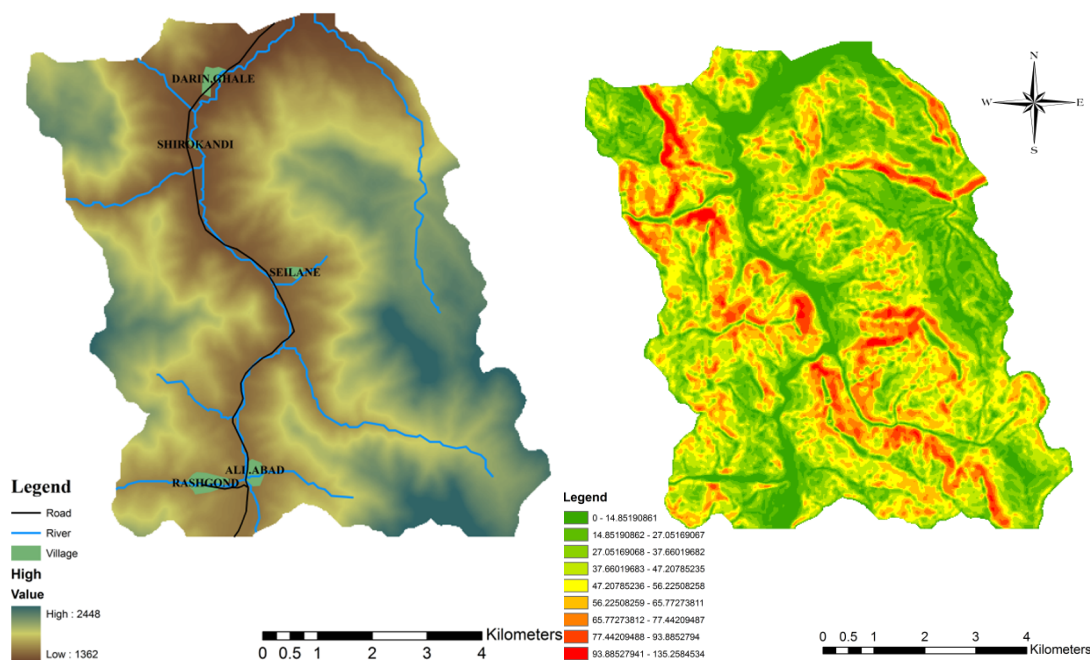 DARIN.GHALE
SHIROKANDI
SEILANE
ALI.ABAD
RASHGOND
Legend
Road
River
Village
High
Value
High : 2448
Low : 1362
0 0.5 1 2 3 4
Kilometers
N
W E
S
Legend
0 - 14.85190861
14.85190862 - 27.05169067
27.05169068 - 37.66019682
37.66019683 - 47.20785235
47.20785236 - 56.22508258
56.22508259 - 65.77273811
65.77273812 - 77.44209487
77.44209488 - 93.8852794
93.88527941 - 135.2584534
0 0.5 1 2 3 4
Kilometers